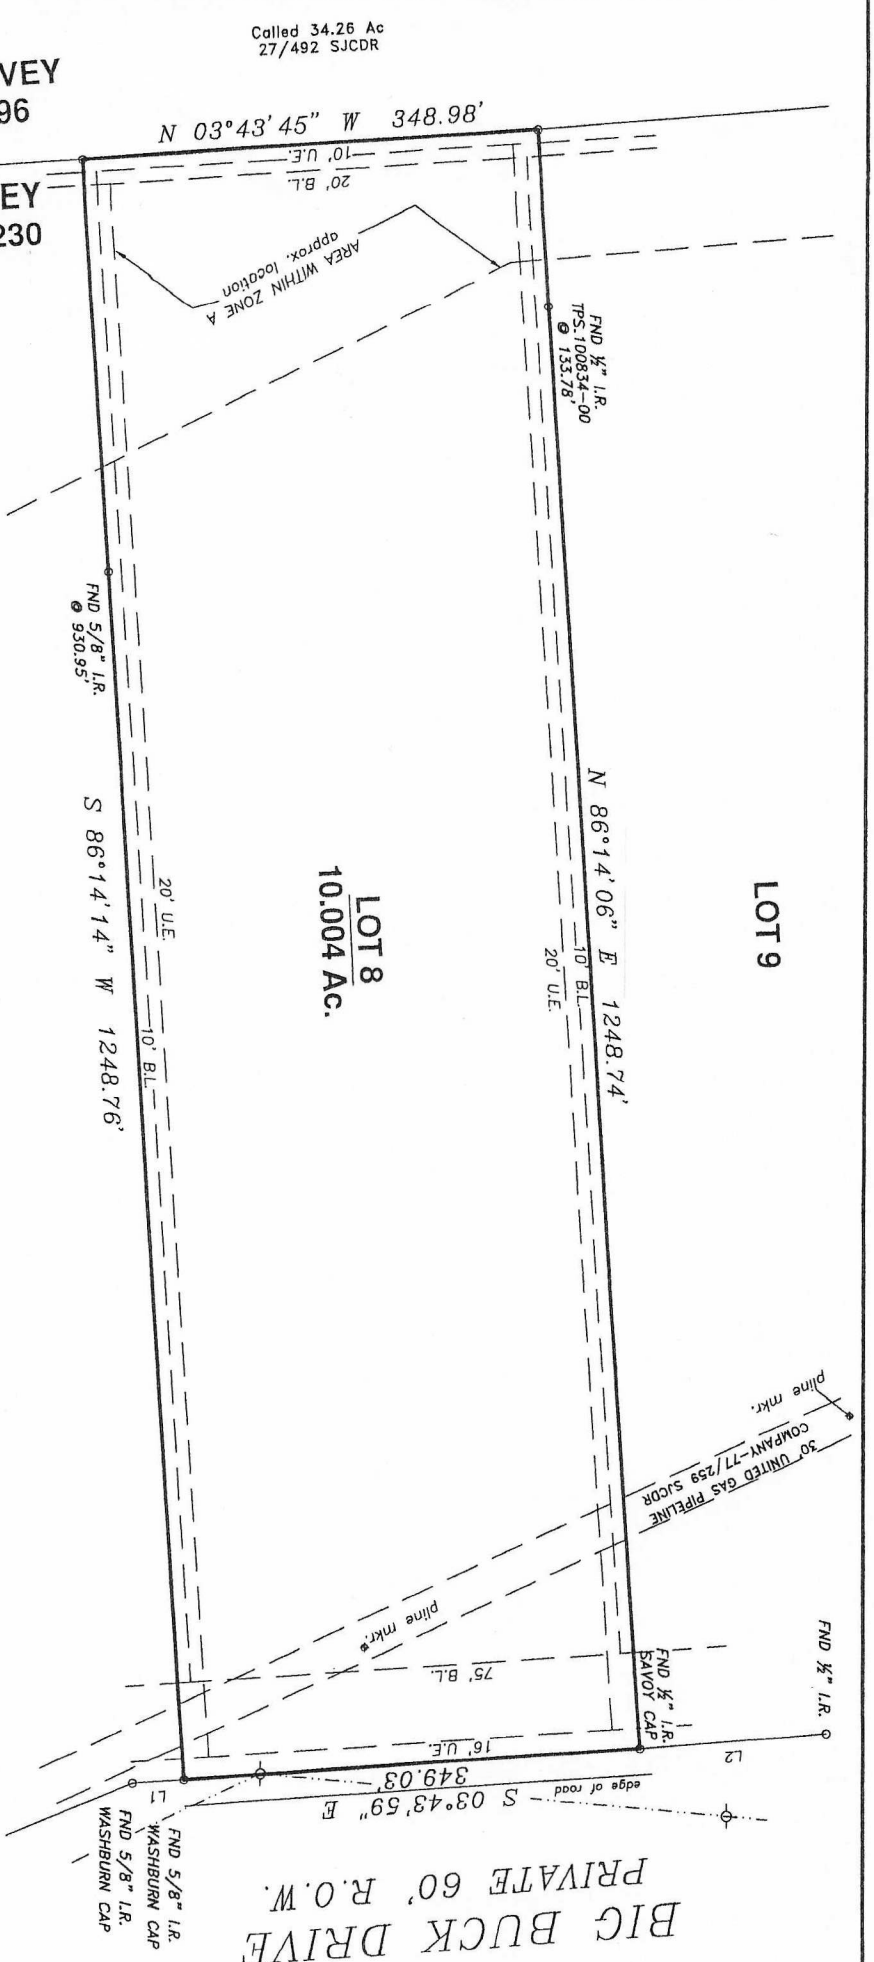 Called 34.26 Ac
27/492 SJCDR
VEY
96
N 03°43'45" W 348.98'
EY
230
10' U.E.
20' B.L.
AREA WITHIN ZONE A
approx. location
FND ½" I.R.
TPS.100834-00
@ 133.78'
FND 5/8" I.R.
@ 930.95'
S 86°14'14" W 1248.76'
20' U.E.
10' B.L.
LOT 8
10.004 Ac.
N 86°14'06" E 1248.74'
10' B.L.
20' U.E.
LOT 9
pline mkr.
30' UNITED GAS PIPELINE
COMPANY-77/259 SJCDR
pline mkr.
75' B.L.
FND ½" I.R.
SAVOY CAP
FND ½" I.R.
16' U.E.
L2
L1
349.03'
S 03°43'59" E
edge of road
FND 5/8" I.R.
WASHBURN CAP
FND 5/8" I.R.
WASHBURN CAP
BIG BUCK DRIVE
PRIVATE 60' R.O.W.